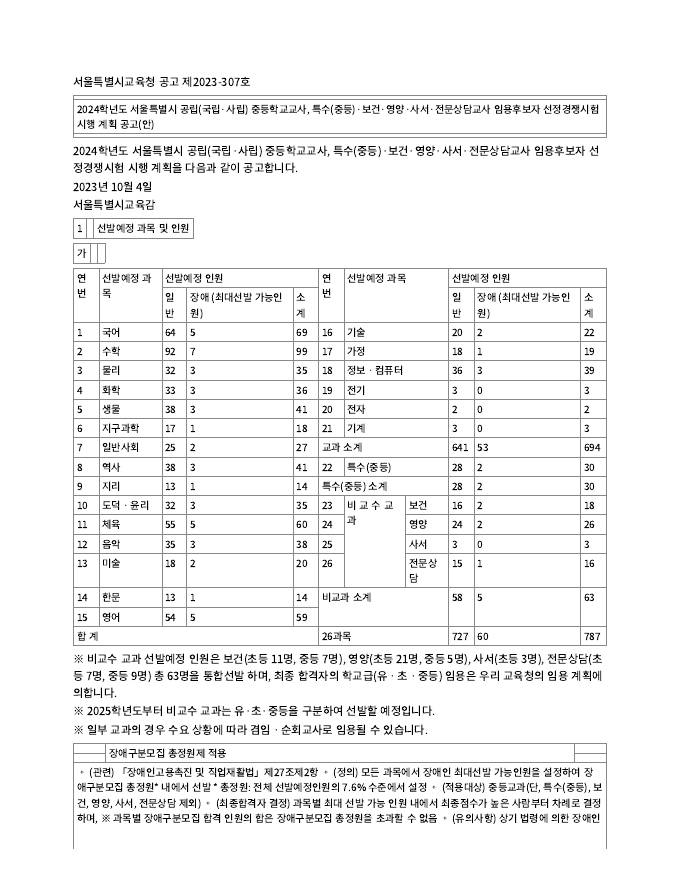 서울특별시교육청 공고 제2023-307호
2024학년도 서울특별시 공립(국립·사립) 중등학교교사, 특수(중등)·보건·영양·사서·전문상담교사 임용후보자 선정경쟁시험
시행 계획 공고(안)
2024학년도 서울특별시 공립(국립·사립) 중등학교교사, 특수(중등)·보건·영양·사서·전문상담교사 임용후보자 선
정경쟁시험 시행 계획을 다음과 같이 공고합니다.
2023년 10월 4일
서울특별시교육감
1 선발예정 과목 및 인원
가
연번 선발예정 과목 선발예정 인원 연번 선발예정 과목 선발예정 인원
일반 장애 (최대선발 가능인원) 소계 일반 장애 (최대선발 가능인원) 소계
1 국어 64 5 69 16 기술 20 2 22
2 수학 92 7 99 17 가정 18 1 19
3 물리 32 3 35 18 정보·컴퓨터 36 3 39
4 화학 33 3 36 19 전기 3 0 3
5 생물 38 3 41 20 전자 2 0 2
6 지구과학 17 1 18 21 기계 3 0 3
7 일반사회 25 2 27 교과 소계 641 53 694
8 역사 38 3 41 22 특수(중등) 28 2 30
9 지리 13 1 14 특수(중등) 소계 28 2 30
10 도덕·윤리 32 3 35 23 비 교 수 교과 보건 16 2 18
11 체육 55 5 60 24 영양 24 2 26
12 음악 35 3 38 25 사서 3 0 3
13 미술 18 2 20 26 전문상담 15 1 16
14 한문 13 1 14 비교과 소계 58 5 63
15 영어 54 5 59
합 계 26과목 727 60 787
※ 비교수 교과 선발예정 인원은 보건(초등 11명, 중등 7명), 영양(초등 21명, 중등 5명), 사서(초등 3명), 전문상담(초
등 7명, 중등 9명) 총 63명을 통합선발 하며, 최종 합격자의 학교급(유·초·중등) 임용은 우리 교육청의 임용 계획에
의합니다.
※ 2025학년도부터 비교수 교과는 유·초·중등을 구분하여 선발할 예정입니다.
※ 일부 교과의 경우 수요 상황에 따라 겸임·순회교사로 임용될 수 있습니다.
장애구분모집 총정원제 적용
◦ (관련) 「장애인고용촉진 및 직업재활법」제27조제2항 ◦ (정의) 모든 과목에서 장애인 최대선발 가능인원을 설정하여 장
애구분모집 총정원* 내에서 선발 * 총정원: 전체 선발예정인원의 7.6% 수준에서 설정 ◦ (적용대상) 중등교과(단, 특수(중등), 보
건, 영양, 사서, 전문상담 제외) ◦ (최종합격자 결정) 과목별 최대 선발 가능 인원 내에서 최종점수가 높은 사람부터 차례로 결정
하며, ※ 과목별 장애구분모집 합격 인원의 합은 장애구분모집 총정원을 초과할 수 없음 ◦ (유의사항) 상기 법령에 의한 장애인